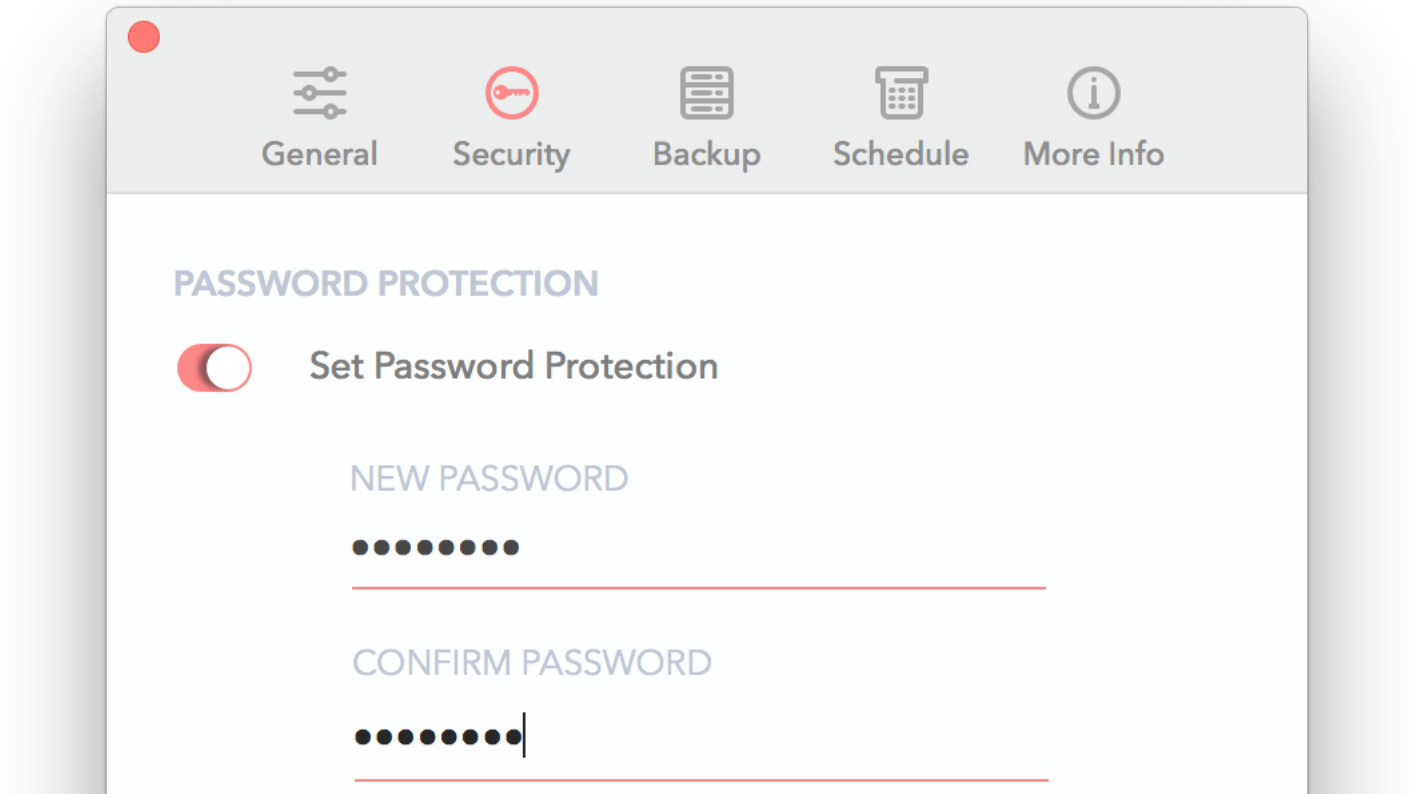 General Security Backup Schedule More Info
PASSWORD PROTECTION
Set Password Protection
NEW PASSWORD
••••••••
CONFIRM PASSWORD
••••••••